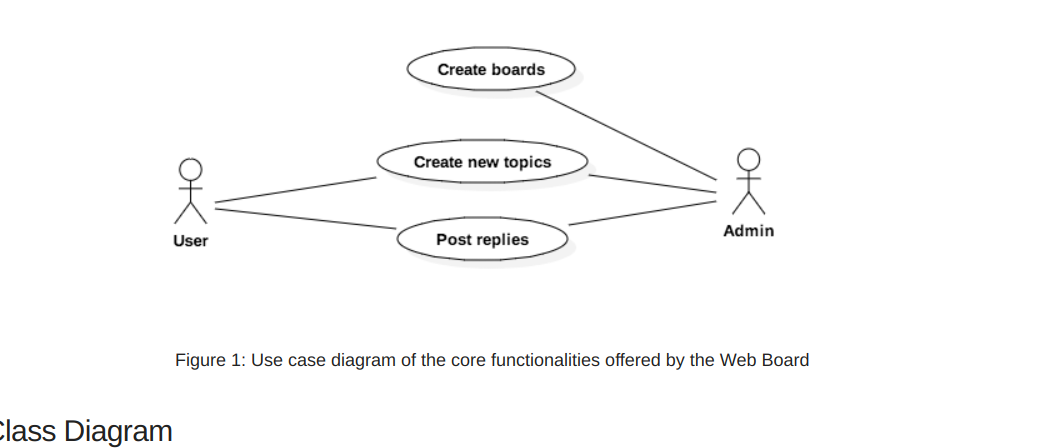 Create boards
Create new topics
User
Post replies
Admin
Figure 1: Use case diagram of the core functionalities offered by the Web Board
Class Diagram